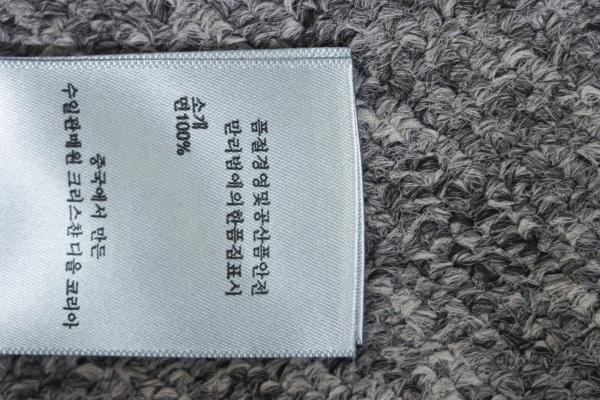 품질경영및공산품안전
관리법에의한품질표시
소개
면100%
중국에서 만든
수입판매원 크리스찬 디올 코리아